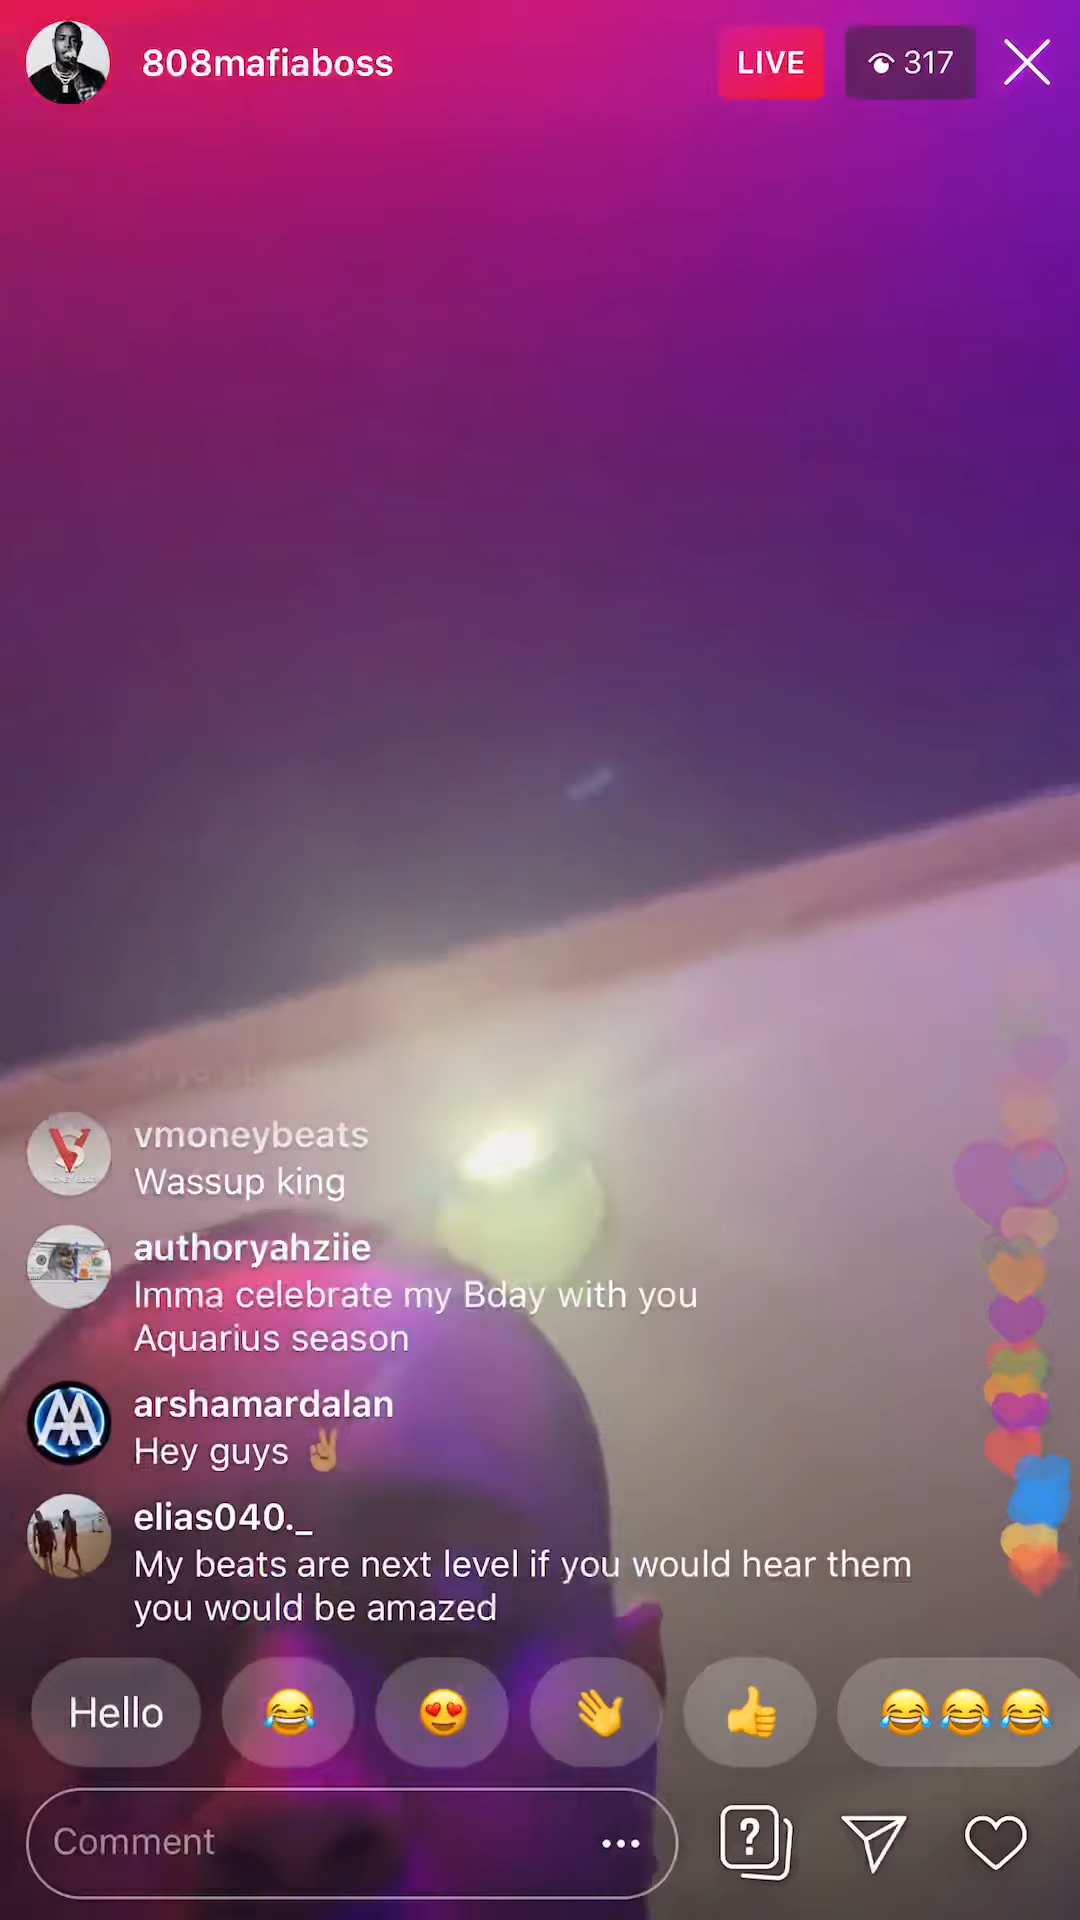 808mafiaboss
LIVE
317
vmoneybeats
Wassup king
authoryahziie
Imma celebrate my Bday with you
Aquarius season
arshamardalan
Hey guys ✌🏽
elias040._
My beats are next level if you would hear them
you would be amazed
Hello 😂 😍 👋 👍 😂😂😂
Comment